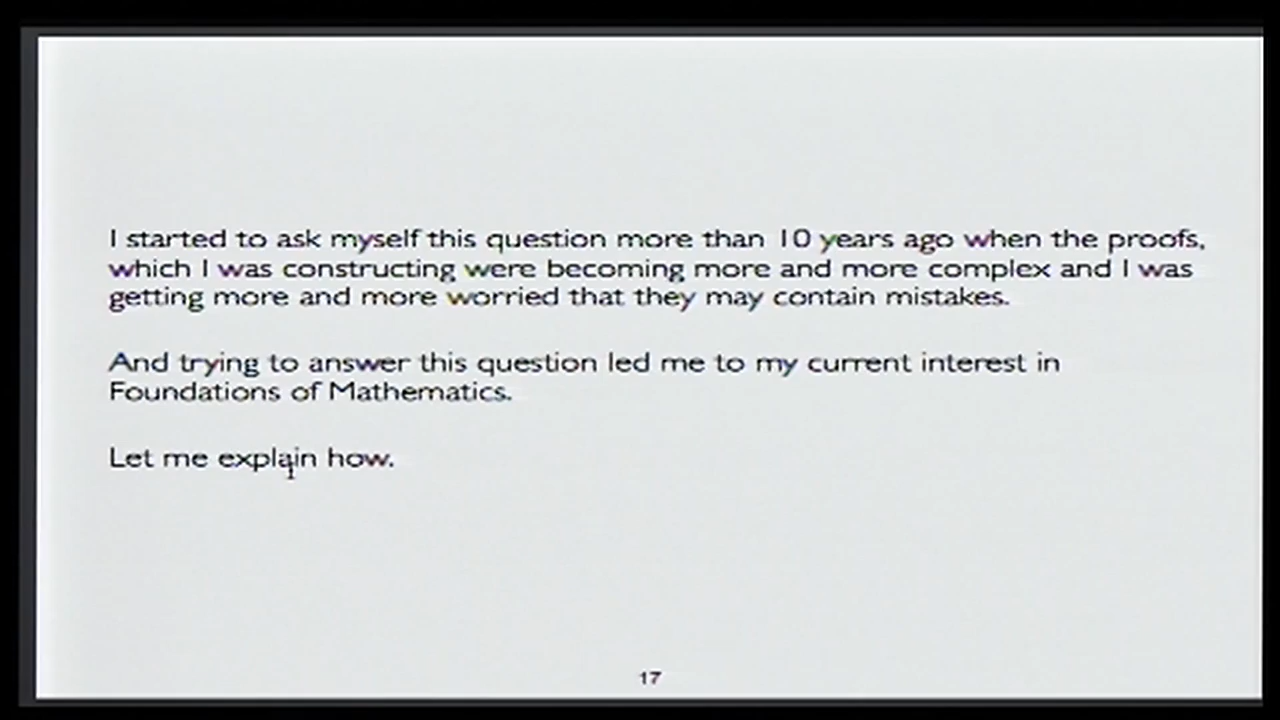 I started to ask myself this question more than 10 years ago when the proofs,
which I was constructing were becoming more and more complex and I was
getting more and more worried that they may contain mistakes.
And trying to answer this question led me to my current interest in
Foundations of Mathematics.
Let me explain how.
17